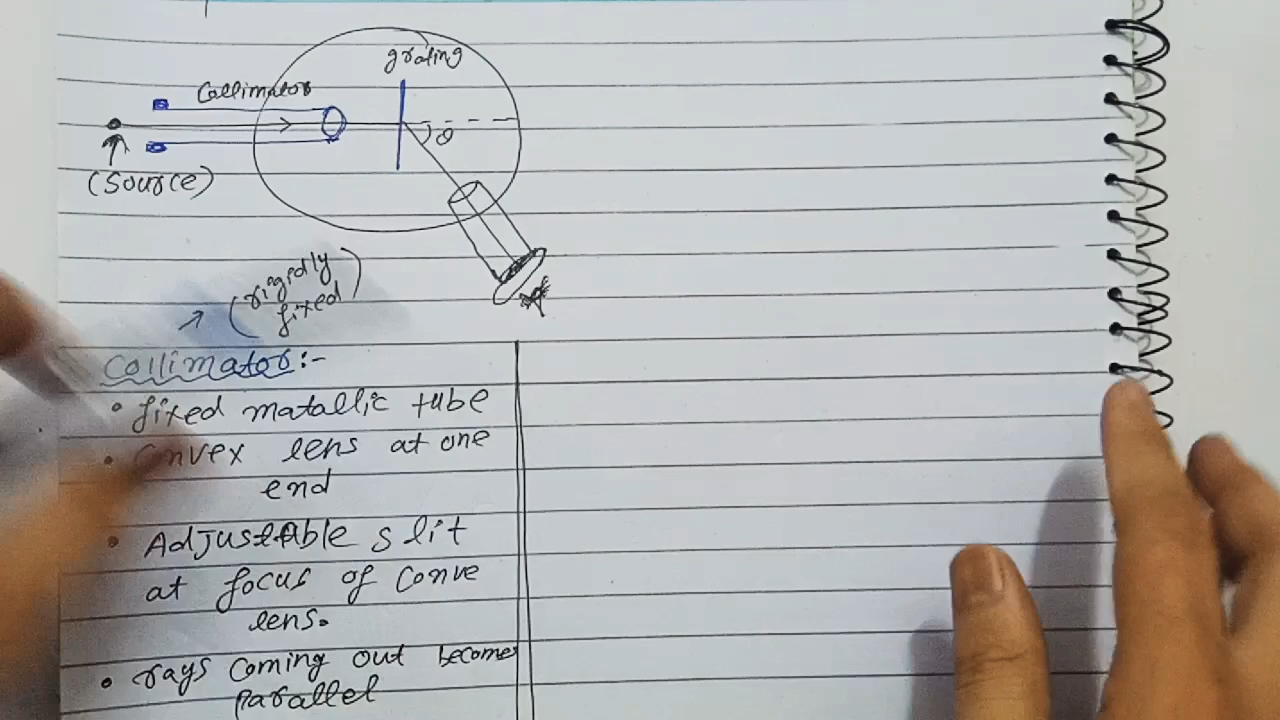 grating
Collimator
θ
(Source)
(rigedly
fixed)
Collimator:-
• fixed matallic tube
• Convex lens at one
end
• Adjustable slit
at focus of Conve
lens.
• rays coming out becomes
parallel